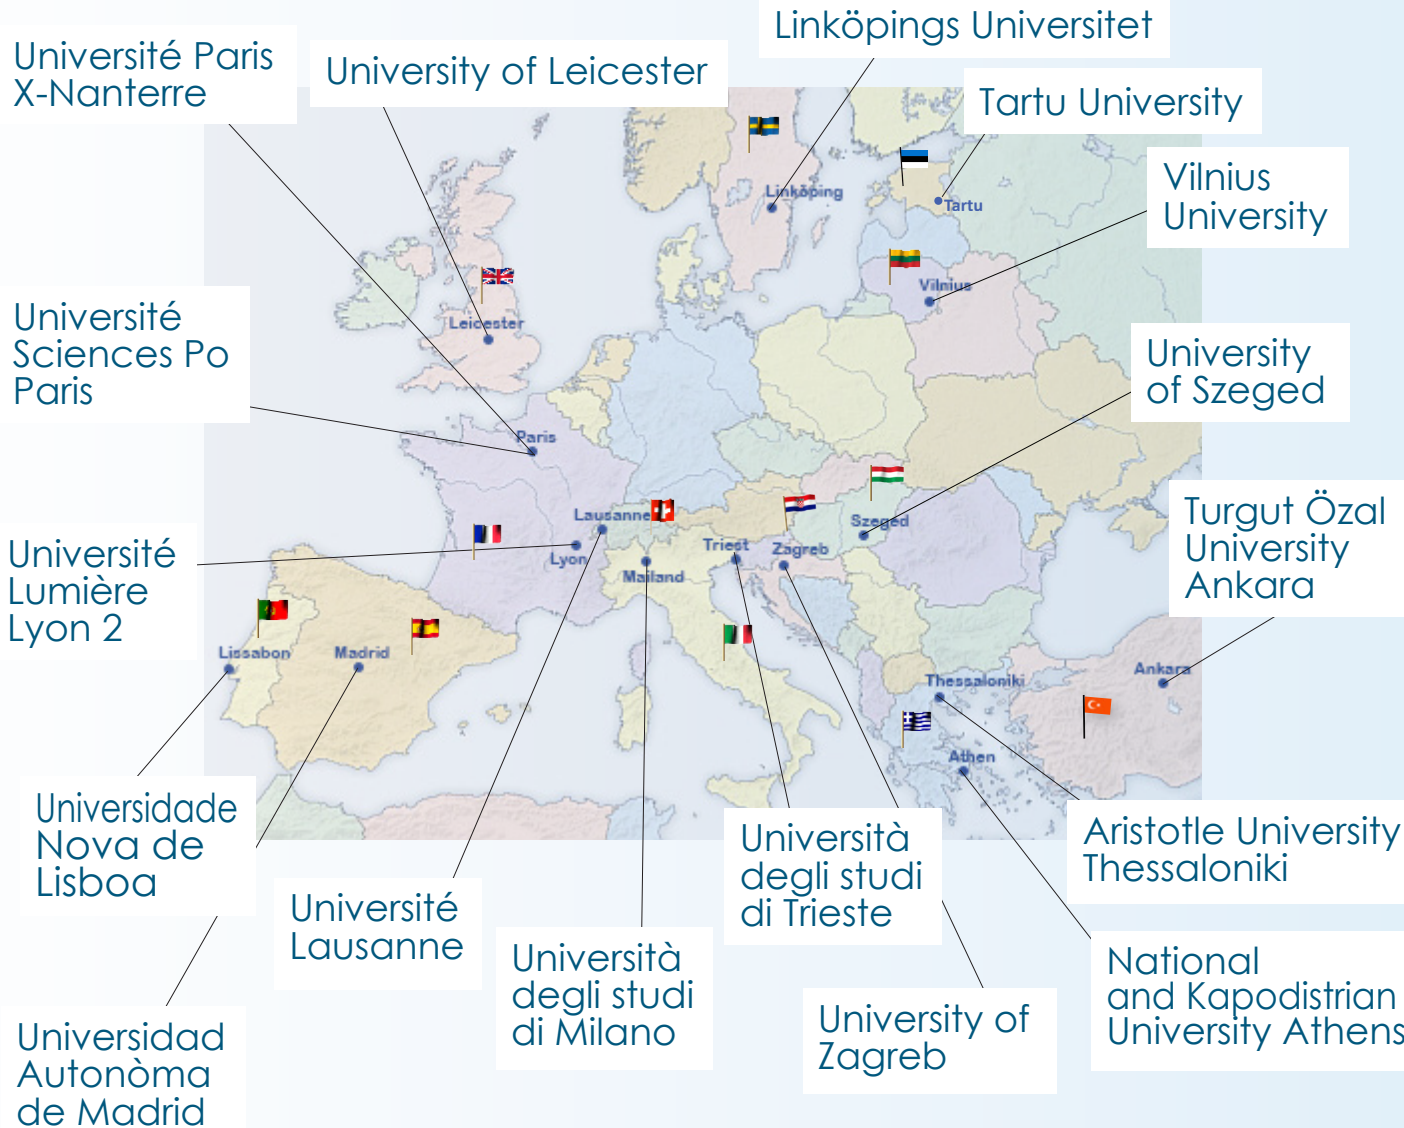 Linköpings Universitet
Université Paris
X-Nanterre
University of Leicester
Tartu University
Vilnius
University
Linköping
Tartu
Vilnius
Leicester
Université
Sciences Po
Paris
University
of Szeged
Paris
Turgut Özal
University
Ankara
Lausanne
Szeged
Université
Lumière
Lyon 2
Lyon
Mailand
Triest
Zagreb
Lissabon
Madrid
Thessaloniki
Ankara
Athen
Universidade
Nova de
Lisboa
Université
Lausanne
Università
degli studi
di Trieste
Aristotle University
Thessaloniki
Università
degli studi
di Milano
National
and Kapodistrian
University Athens
University of
Zagreb
Universidad
Autonòma
de Madrid